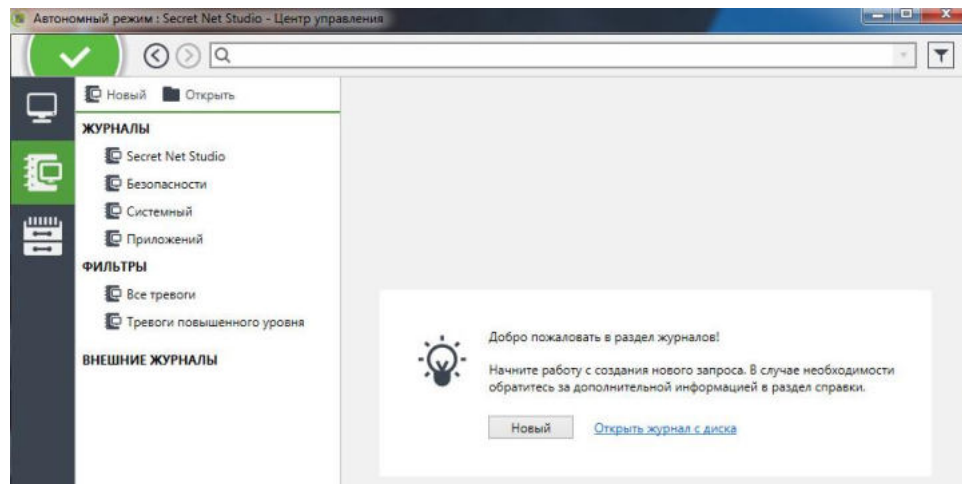 Автономный режим : Secret Net Studio - Центр управления
Новый Открыть
ЖУРНАЛЫ
Secret Net Studio
Безопасности
Системный
Приложений
ФИЛЬТРЫ
Все тревоги
Тревоги повышенного уровня
ВНЕШНИЕ ЖУРНАЛЫ
Добро пожаловать в раздел журналов!
Начните работу с создания нового запроса. В случае необходимости
обратитесь за дополнительной информацией в раздел справки.
Новый Открыть журнал с диска